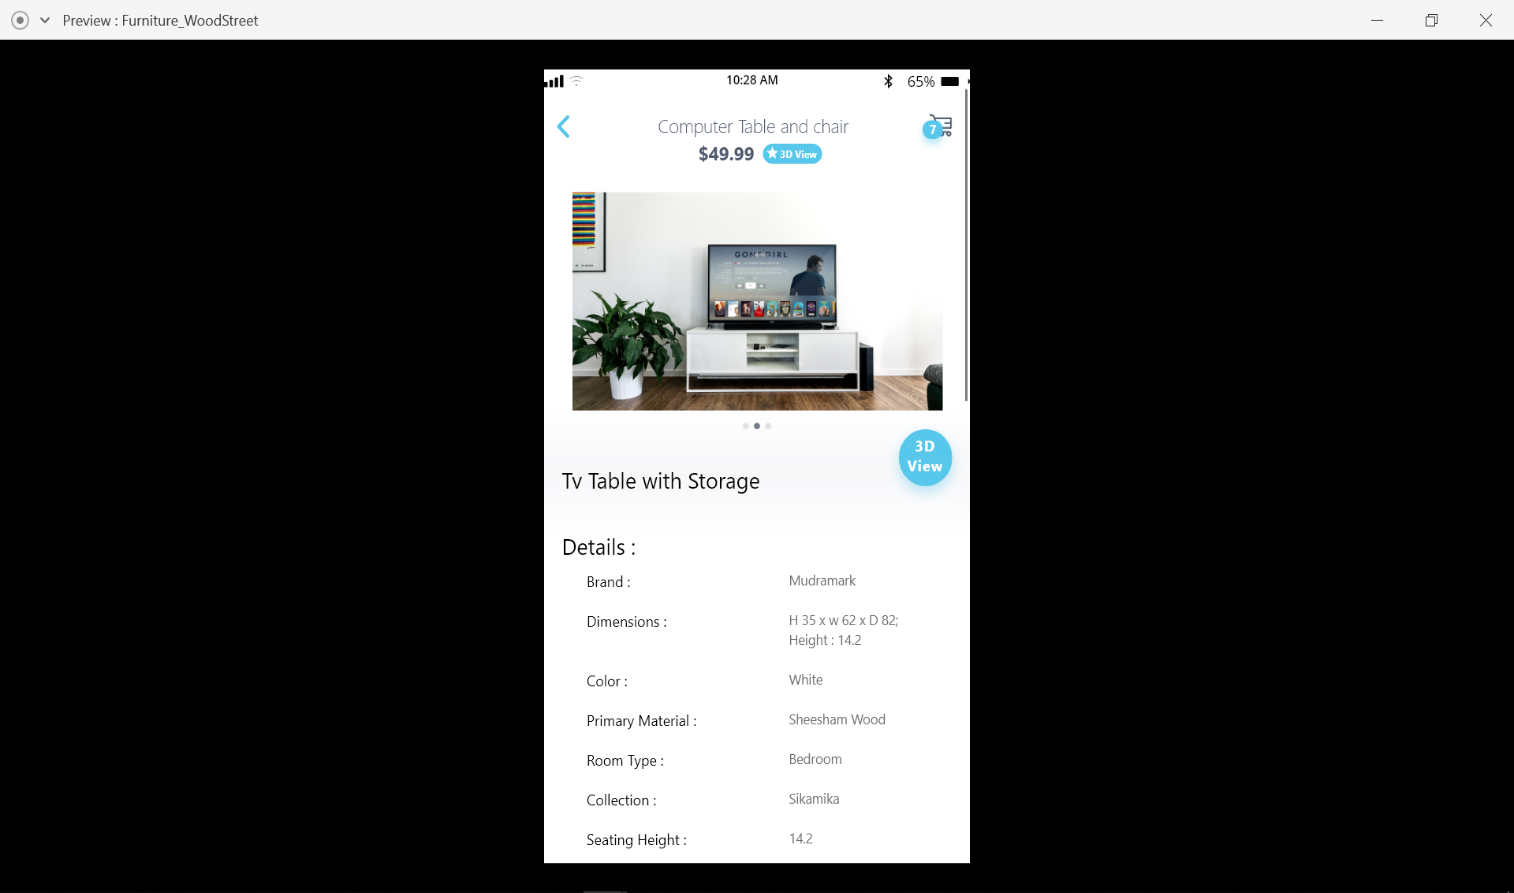 Preview : Furniture_WoodStreet
10:28 AM
65%
Computer Table and chair
7
$49.99
3D View
GONE GIRL
3D
View
Tv Table with Storage
Details :
Brand : Mudramark
Dimensions : H 35 x w 62 x D 82;
Height : 14.2
Color : White
Primary Material : Sheesham Wood
Room Type : Bedroom
Collection : Sikamika
Seating Height : 14.2